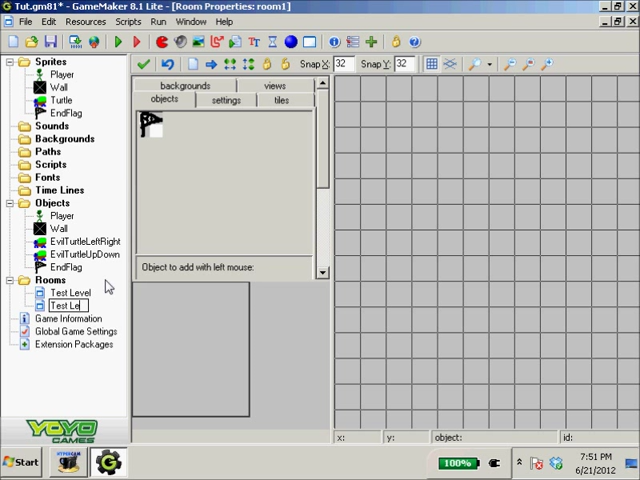 Tut.gm81* - GameMaker 8.1 Lite - [Room Properties: room1]
File Edit Resources Scripts Run Window Help
Snap X: 32 Snap Y: 32
Sprites
Player
Wall
Turtle
EndFlag
Sounds
Backgrounds
Paths
Scripts
Fonts
Time Lines
Objects
Player
Wall
EvilTurtleLeftRight
EvilTurtleUpDown
EndFlag
Rooms
Test Level
Test Le
Game Information
Global Game Settings
Extension Packages
YOYO
GAMES
backgrounds views
objects settings tiles
Object to add with left mouse:
x: y: object: id:
Start
HYPERCAM
100%
7:51 PM
6/21/2012